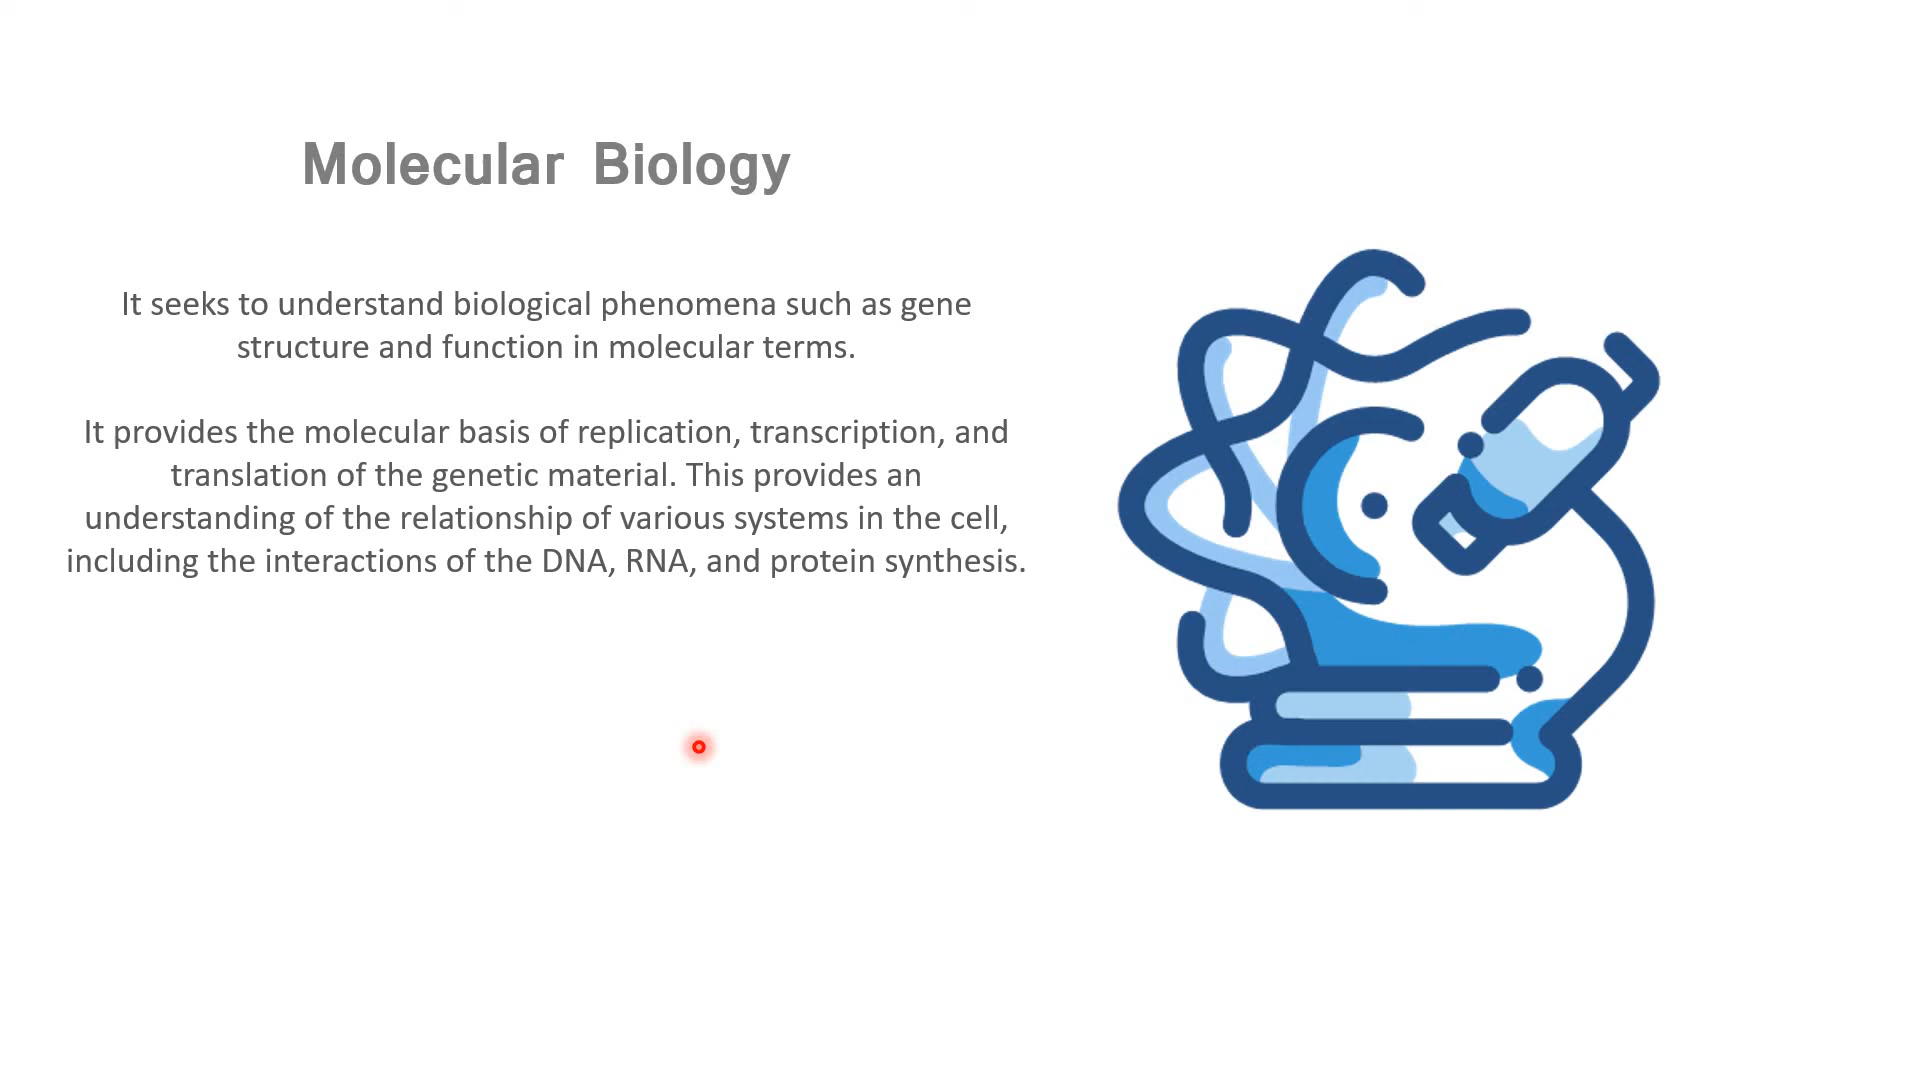 Molecular Biology
It seeks to understand biological phenomena such as gene
structure and function in molecular terms.
It provides the molecular basis of replication, transcription, and
translation of the genetic material. This provides an
understanding of the relationship of various systems in the cell,
including the interactions of the DNA, RNA, and protein synthesis.